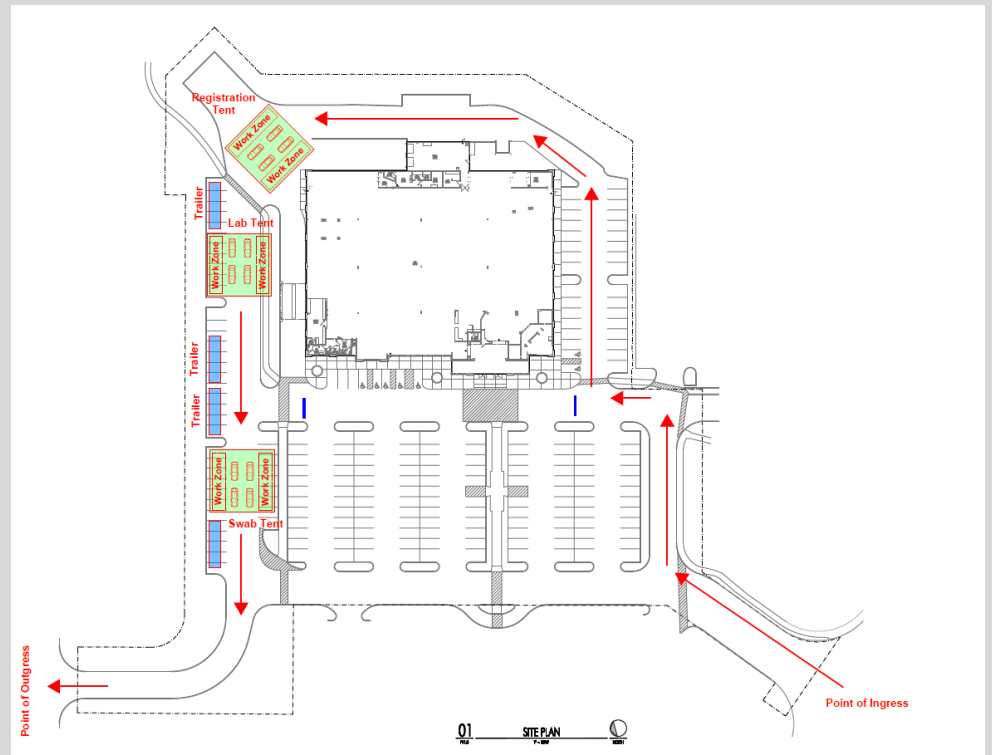 Registration
Tent
Work Zone
Work Zone
Trailer
Lab Tent
Work Zone
Work Zone
Trailer
Trailer
Work Zone
Work Zone
Swab Tent
Point of Outgress
Point of Ingress
01
SITE PLAN
NORTH